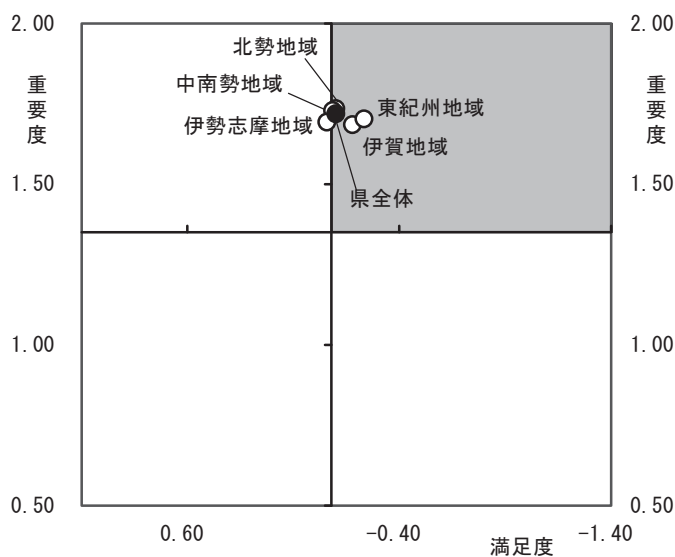 2.00
2.00
北勢地域
重要度
重要度
中南勢地域
東紀州地域
伊勢志摩地域
伊賀地域
1.50
1.50
県全体
1.00
1.00
0.50
0.50
0.60
-0.40
-1.40
満足度